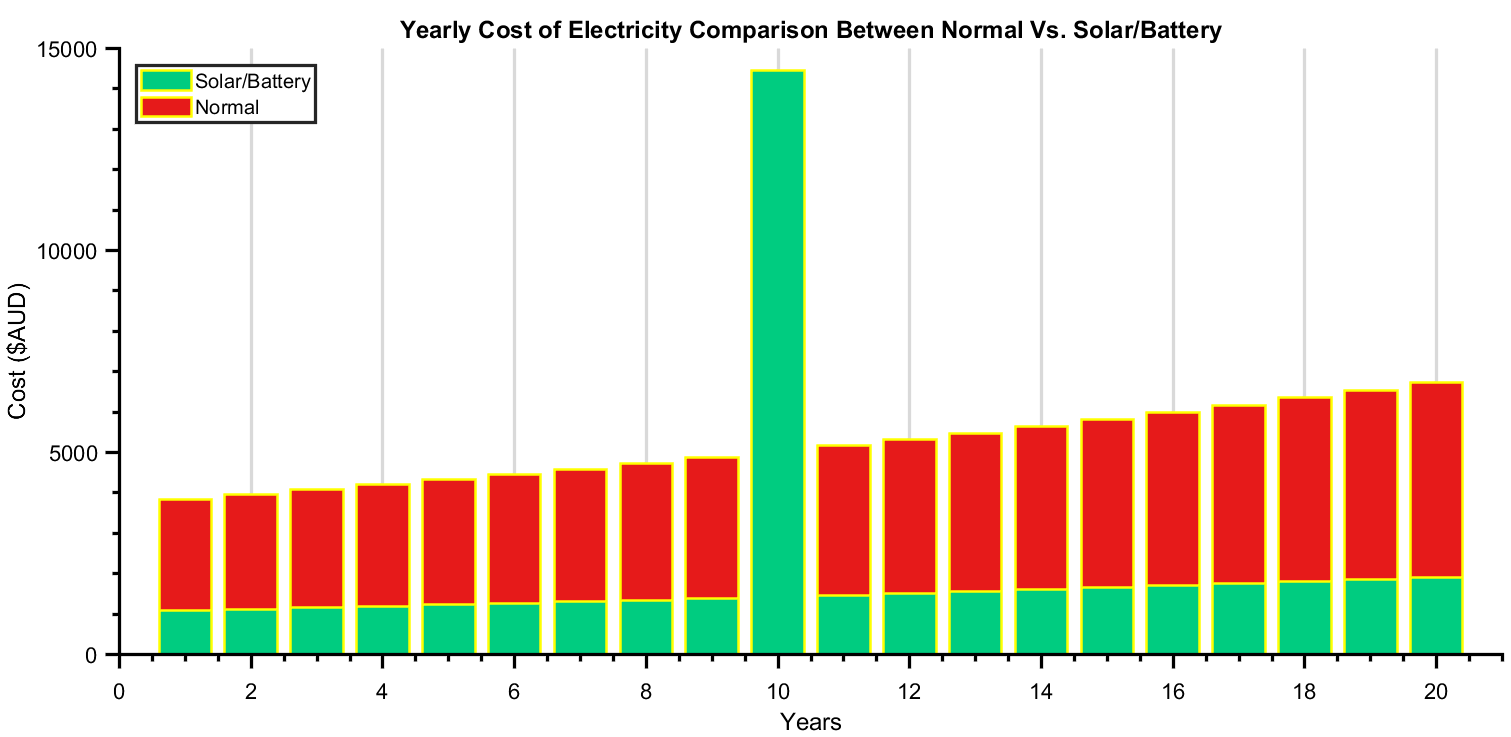 Yearly Cost of Electricity Comparison Between Normal Vs. Solar/Battery
15000
Solar/Battery
Normal
10000
Cost ($AUD)
5000
0
0 2 4 6 8 10 12 14 16 18 20
Years